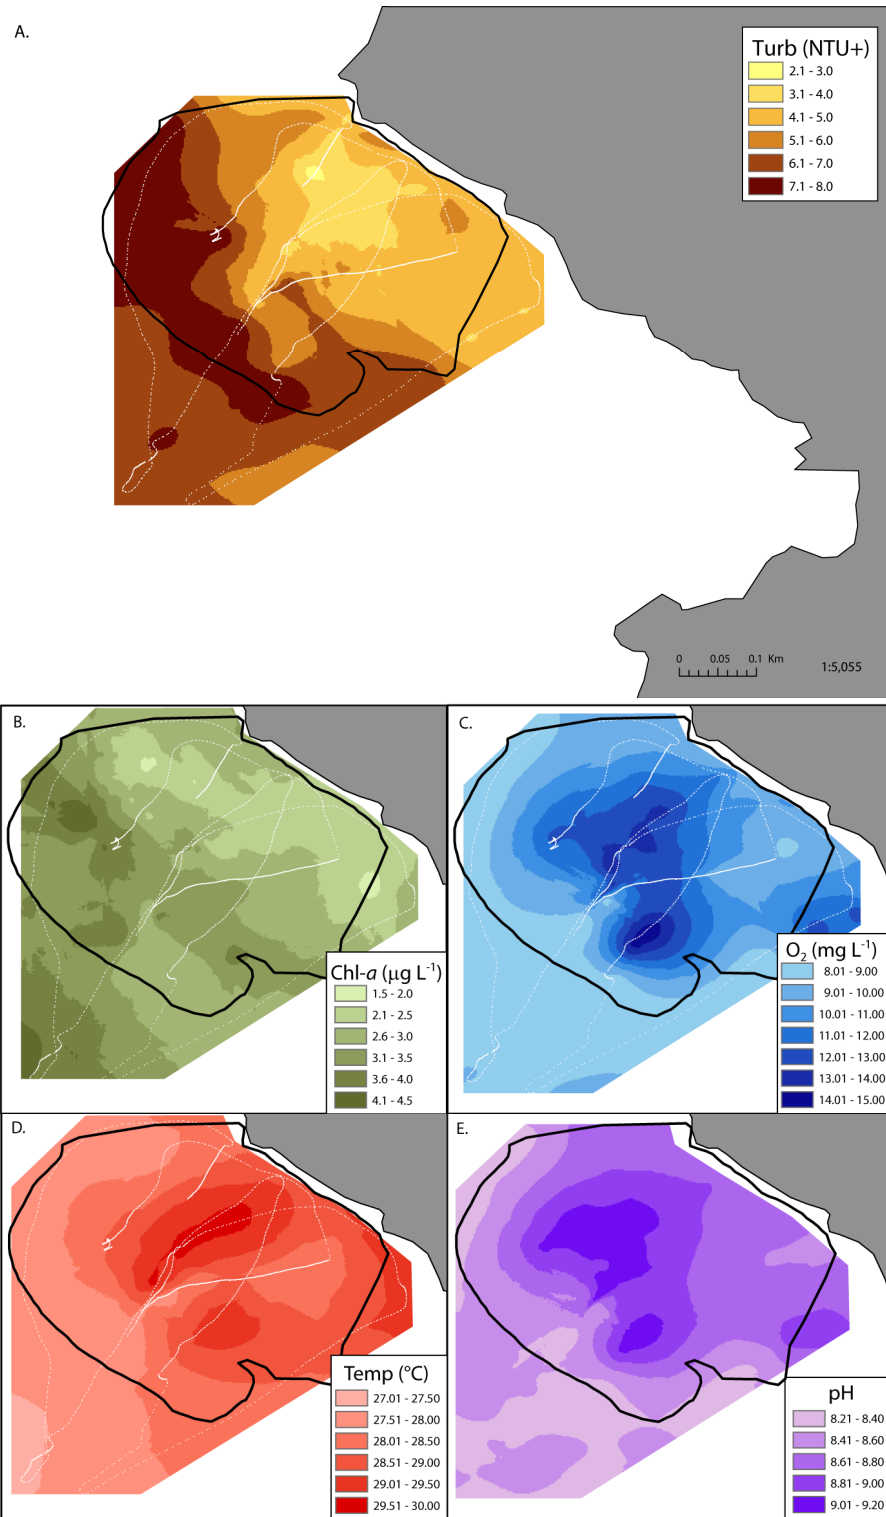 A.
Turb (NTU+)
2.1 - 3.0
3.1 - 4.0
4.1 - 5.0
5.1 - 6.0
6.1 - 7.0
7.1 - 8.0
0 0.05 0.1 Km
1:5,055
B.
Chl-a (µg L⁻¹)
1.5 - 2.0
2.1 - 2.5
2.6 - 3.0
3.1 - 3.5
3.6 - 4.0
4.1 - 4.5
C.
O₂ (mg L⁻¹)
8.01 - 9.00
9.01 - 10.00
10.01 - 11.00
11.01 - 12.00
12.01 - 13.00
13.01 - 14.00
14.01 - 15.00
D.
Temp (°C)
27.01 - 27.50
27.51 - 28.00
28.01 - 28.50
28.51 - 29.00
29.01 - 29.50
29.51 - 30.00
E.
pH
8.21 - 8.40
8.41 - 8.60
8.61 - 8.80
8.81 - 9.00
9.01 - 9.20